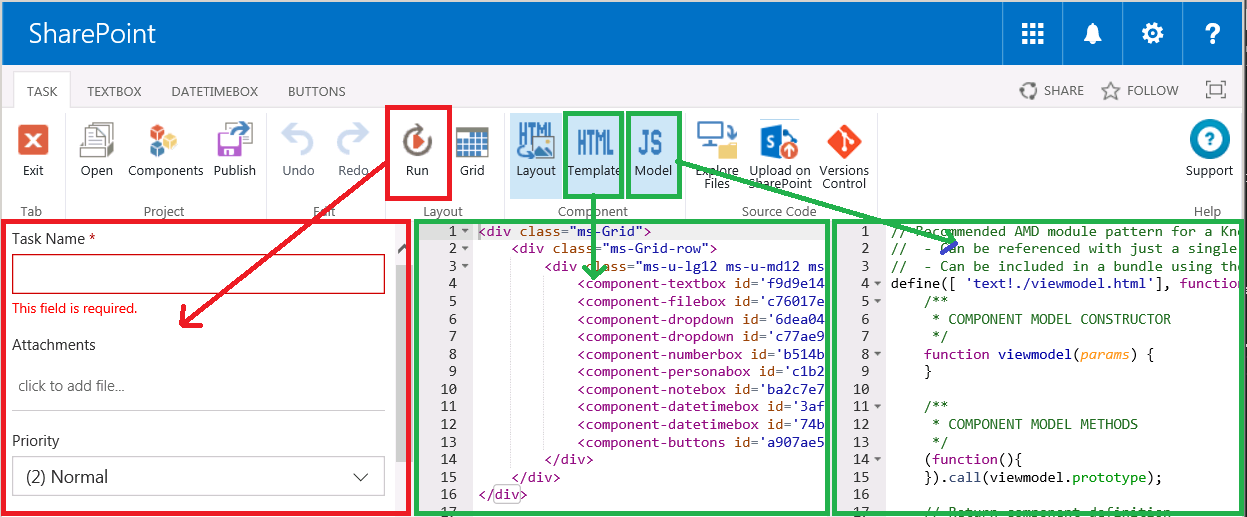 SharePoint
?
TASK TEXTBOX DATETIMEBOX BUTTONS SHARE FOLLOW
HTML HTML JS ?
Exit Open Components Publish Undo Redo Run Grid Layout Template Model Explore Files Upload on SharePoint Versions Control Support
Tab Project Edit Layout Component Source Code Help
Task Name *
This field is required.
Attachments
click to add file...
Priority
(2) Normal
1 <div class="ms-Grid">
2 <div class="ms-Grid-row">
3 <div class="ms-u-lg12 ms-u-md12 ms
4 <component-textbox id='f9d9e14
5 <component-filebox id='c76017e
6 <component-dropdown id='6dea04
7 <component-dropdown id='c77ae9
8 <component-numberbox id='b514b
9 <component-personabox id='c1b2
10 <component-notebox id='ba2c7e7
11 <component-datetimebox id='3af
12 <component-datetimebox id='74b
13 <component-buttons id='a907ae5
14 </div>
15 </div>
16 </div>
17
1 // Recommended AMD module pattern for a Kno
2 // - Can be referenced with just a single
3 // - Can be included in a bundle using the
4 define([ 'text!./viewmodel.html'], function
5 /**
6 * COMPONENT MODEL CONSTRUCTOR
7 */
8 function viewmodel(params) {
9 }
10
11 /**
12 * COMPONENT MODEL METHODS
13 */
14 (function(){
15 }).call(viewmodel.prototype);
16
17 // Return component definition